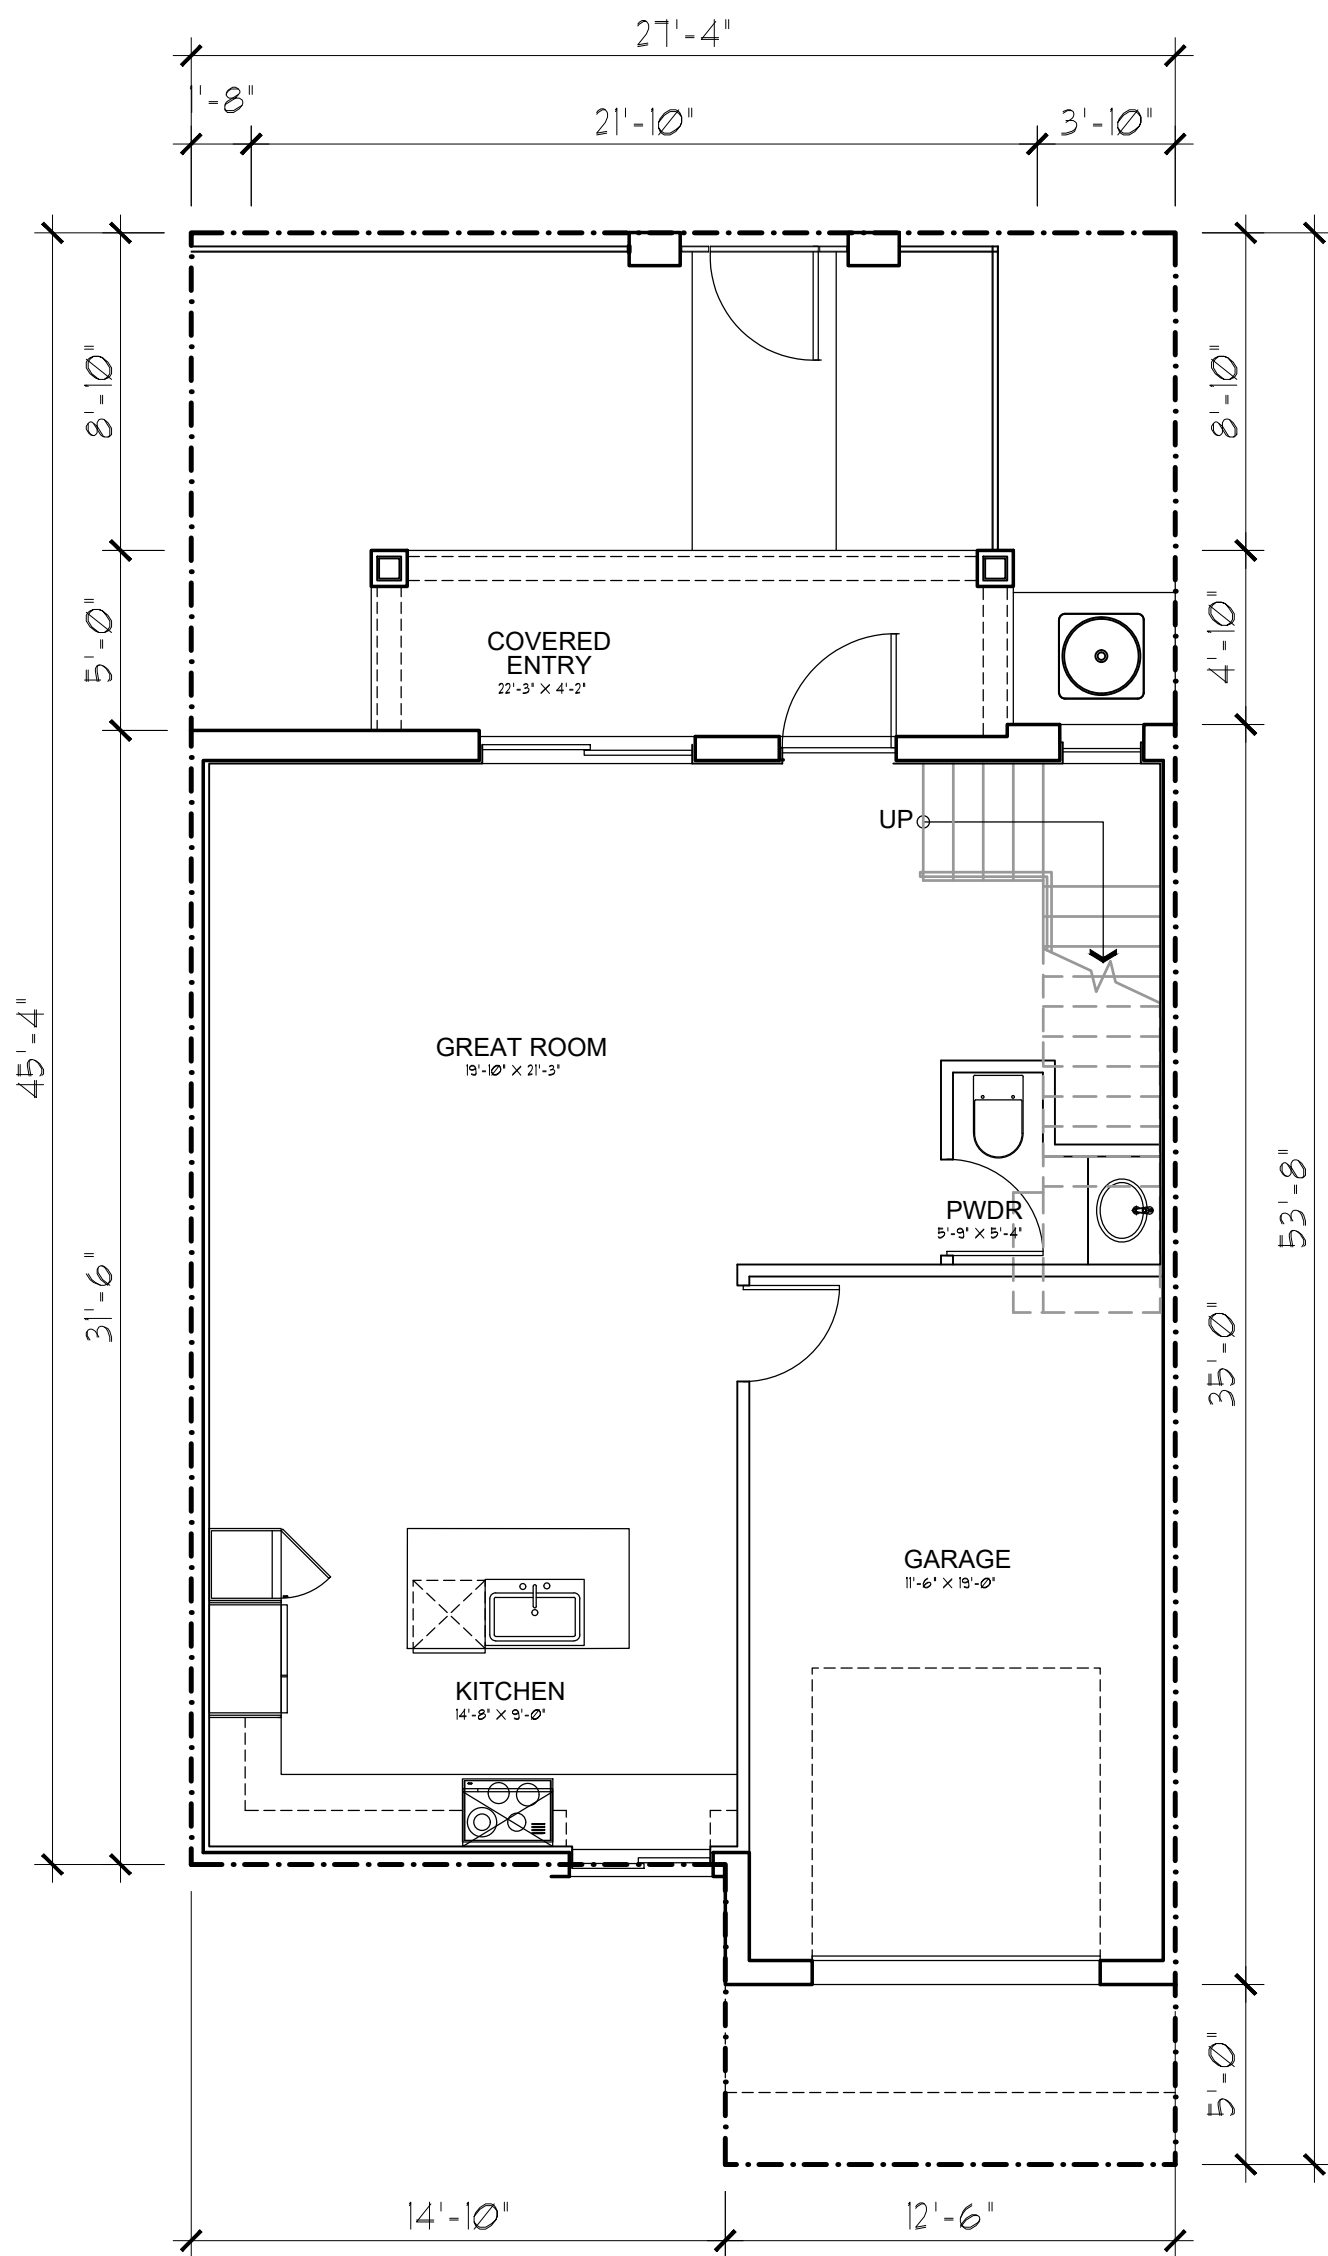 27'-4"
1'-8"
21'-10"
3'-10"
8'-10"
8'-10"
5'-0"
4'-10"
COVERED
ENTRY
22'-3" X 4'-2"
UP
45'-4"
GREAT ROOM
19'-10" X 21'-3"
31'-6"
PWDR
5'-9" X 5'-4"
53'-8"
35'-0"
GARAGE
11'-6" X 19'-0"
KITCHEN
14'-8" X 9'-0"
5'-0"
14'-10"
12'-6"